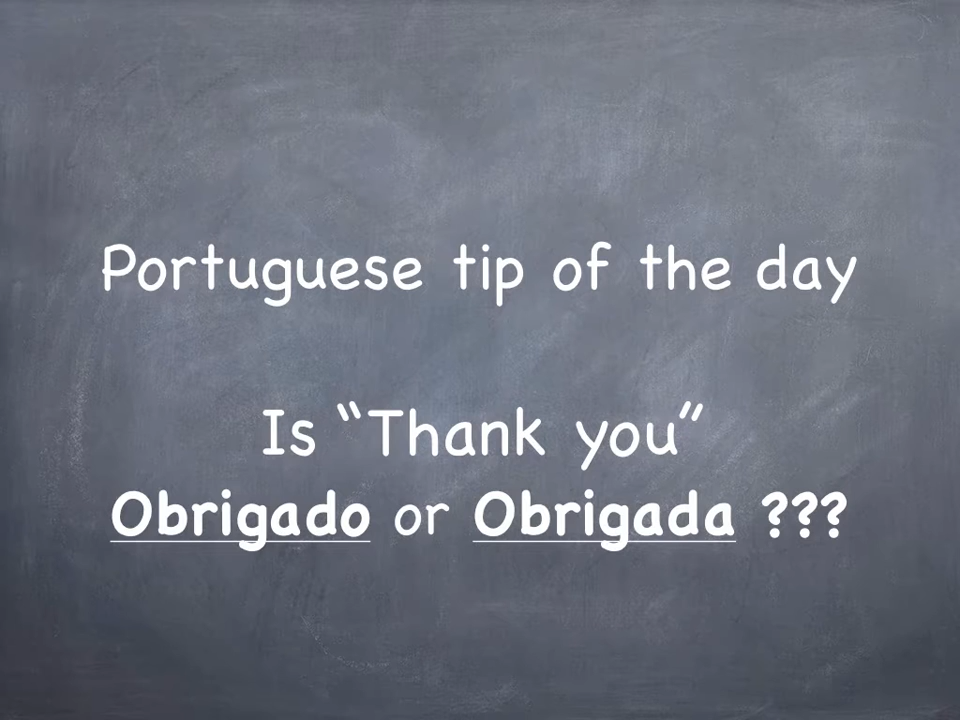 Portuguese tip of the day
Is “Thank you”
Obrigado or Obrigada ???